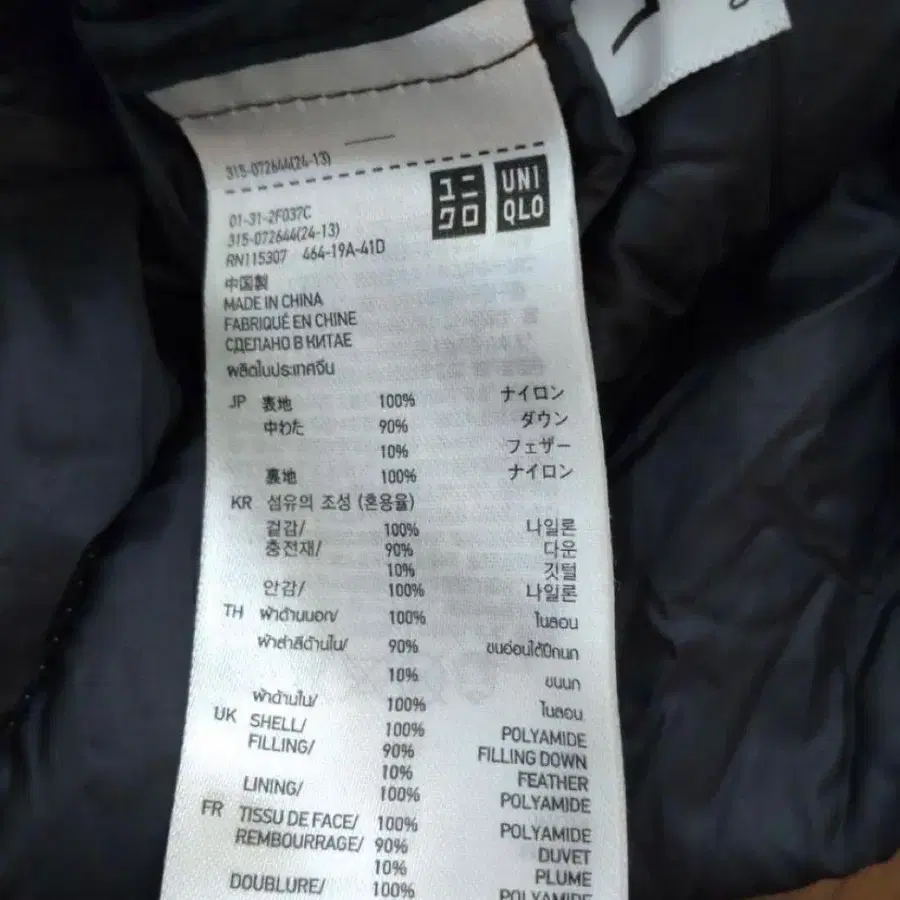 315-072644(24-13)
ユニクロ
UNIQLO
01-31-2F037C
315-072644(24-13)
RN115307 464-19A-41D
中国製
MADE IN CHINA
FABRIQUÉ EN CHINE
СДЕЛАНО В КИТАЕ
ผลิตในประเทศจีน
JP 表地 100% ナイロン
中わた 90% ダウン
10% フェザー
裏地 100% ナイロン
KR 섬유의 조성 (혼용율)
겉감/ 100% 나일론
충전재/ 90% 다운
10% 깃털
안감/ 100% 나일론
TH ผ้าด้านนอก/ 100% ไนลอน
ผ้าสำลีด้านใน/ 90% ขนอ่อนใต้ปีกนก
10% ขนนก
ผ้าด้านใน/ 100% ไนลอน
UK SHELL/ 100% POLYAMIDE
FILLING/ 90% FILLING DOWN
10% FEATHER
LINING/ 100% POLYAMIDE
FR TISSU DE FACE/ 100% POLYAMIDE
REMBOURRAGE/ 90% DUVET
10% PLUME
DOUBLURE/ 100% POLYAMIDE